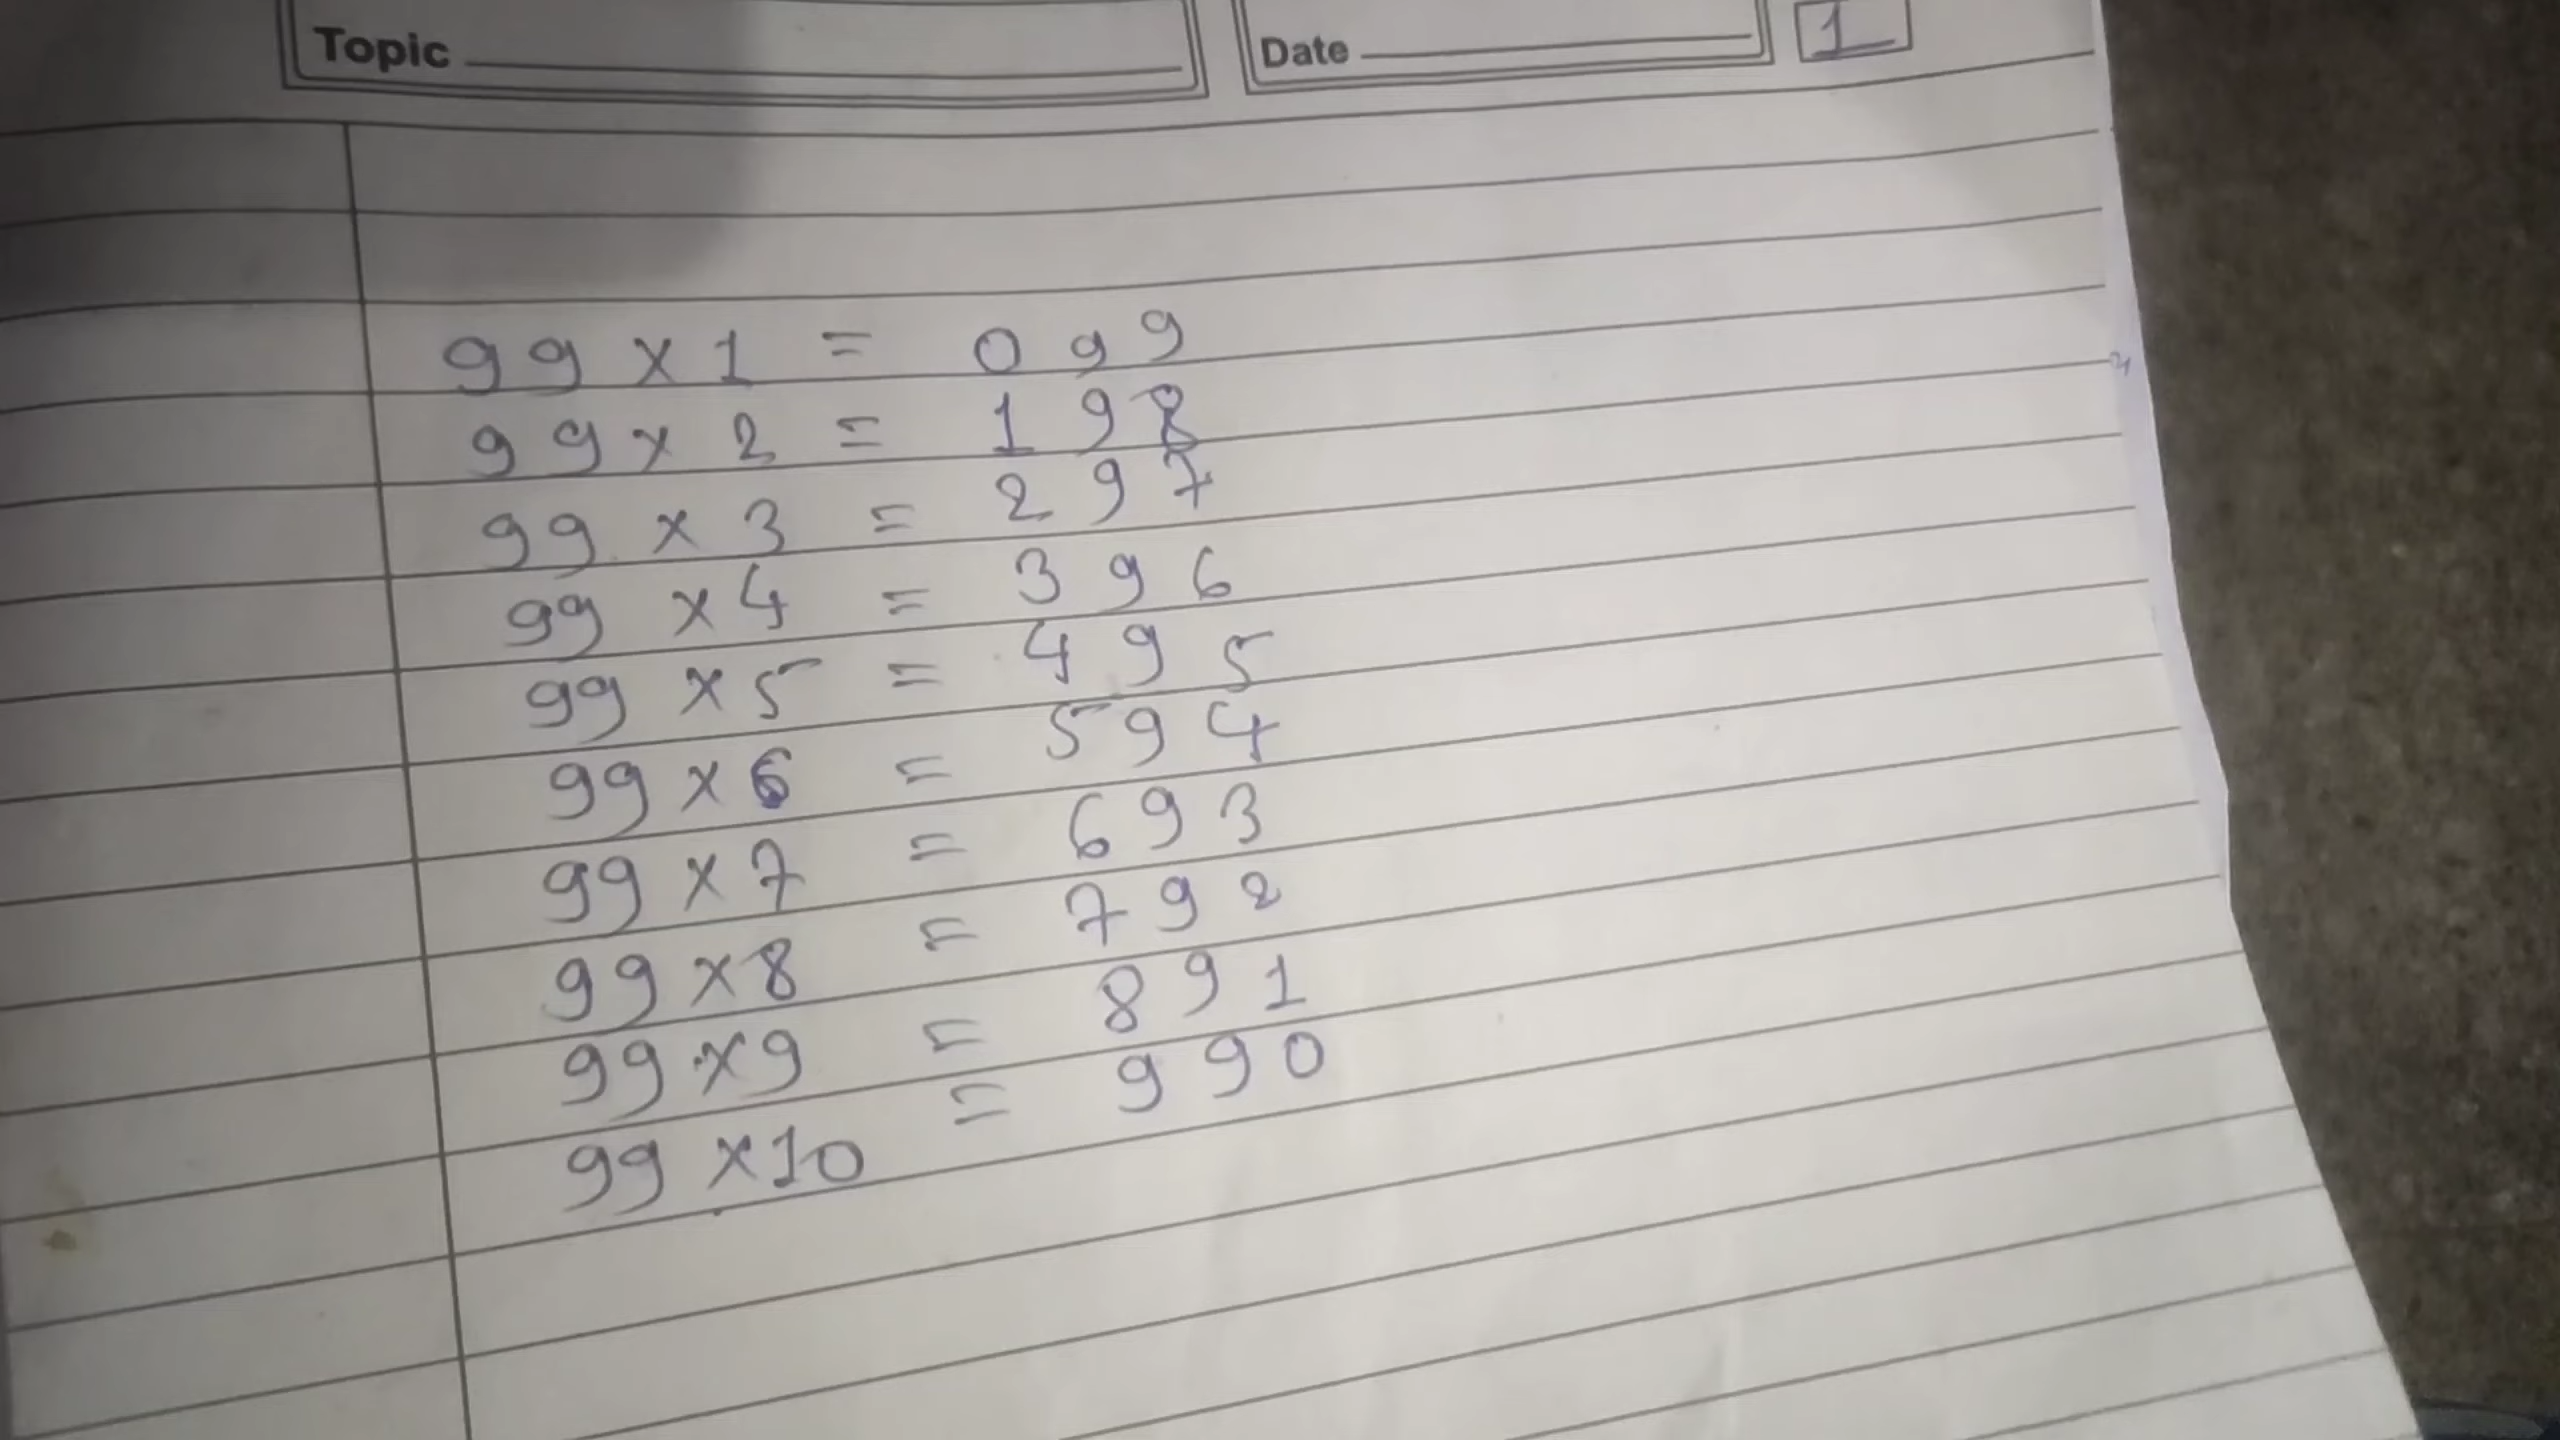 Topic Date 1
99 x 1 = 099
99 x 2 = 198
99 x 3 = 297
99 x 4 = 396
99 x 5 = 495
99 x 6 = 594
99 x 7 = 693
99 x 8 = 792
99 x 9 = 891
99 x 10 = 990